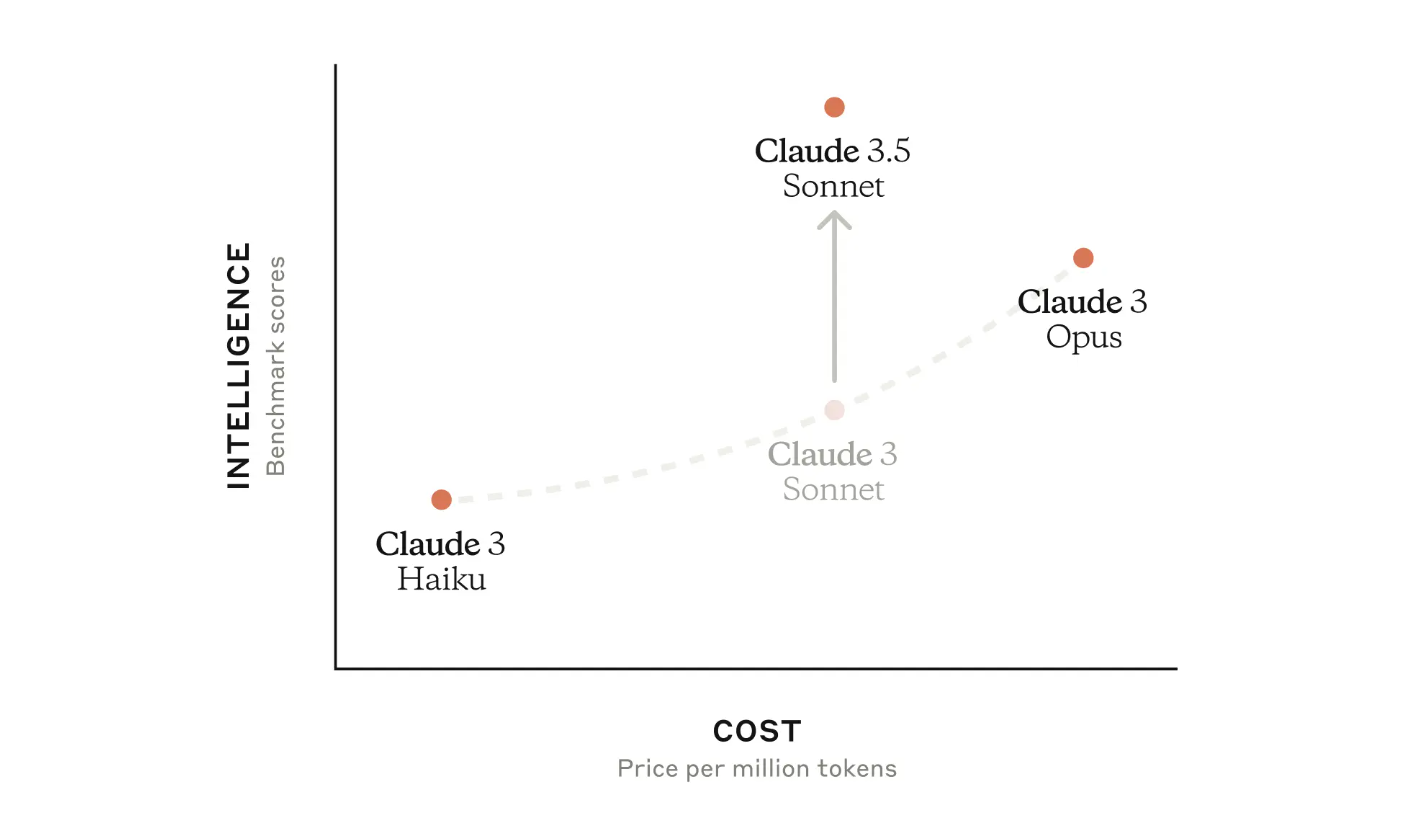 INTELLIGENCE
Benchmark scores
Claude 3.5
Sonnet
Claude 3
Opus
Claude 3
Sonnet
Claude 3
Haiku
COST
Price per million tokens